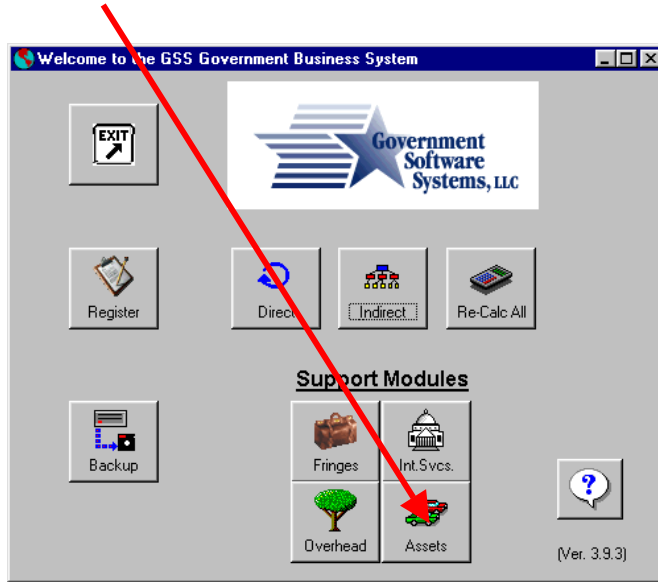 Welcome to the GSS Government Business System
EXIT
Government
Software
Systems, LLC
Register
Direct
Indirect
Re-Calc All
Support Modules
Backup
Fringes
Int.Svcs.
?
Overhead
Assets
(Ver. 3.9.3)